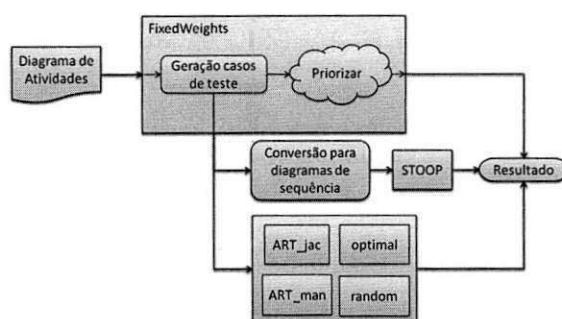 FixedWeights
Diagrama de
Atividades
Geração casos
de teste
Priorizar
Conversão para
diagramas de
sequência
STOOP
Resultado
ART_jac
optimal
ART_man
random